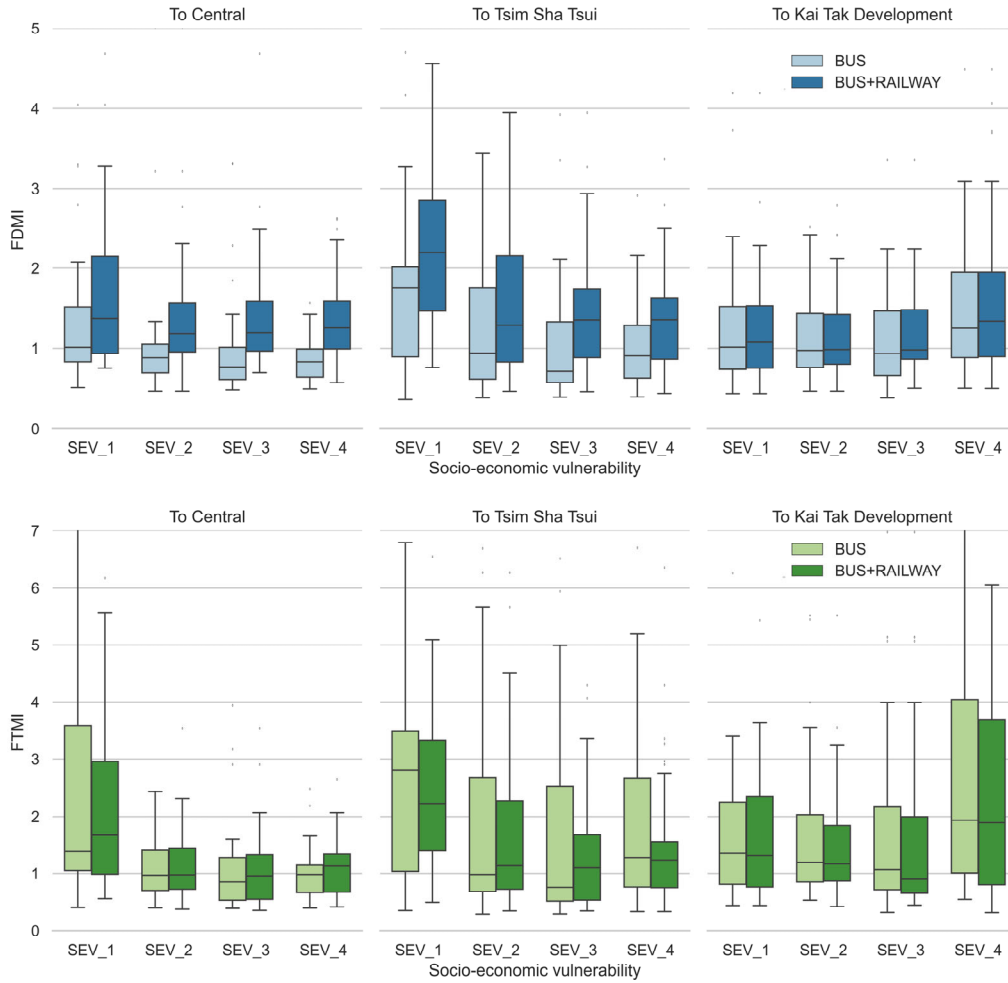 To Central To Tsim Sha Tsui To Kai Tak Development
5
BUS
BUS+RAILWAY
4
3
FDMI
2
1
0
SEV_1 SEV_2 SEV_3 SEV_4 SEV_1 SEV_2 SEV_3 SEV_4 SEV_1 SEV_2 SEV_3 SEV_4
Socio-economic vulnerability
To Central To Tsim Sha Tsui To Kai Tak Development
7
BUS
BUS+RAILWAY
6
5
4
FTMI
3
2
1
0
SEV_1 SEV_2 SEV_3 SEV_4 SEV_1 SEV_2 SEV_3 SEV_4 SEV_1 SEV_2 SEV_3 SEV_4
Socio-economic vulnerability